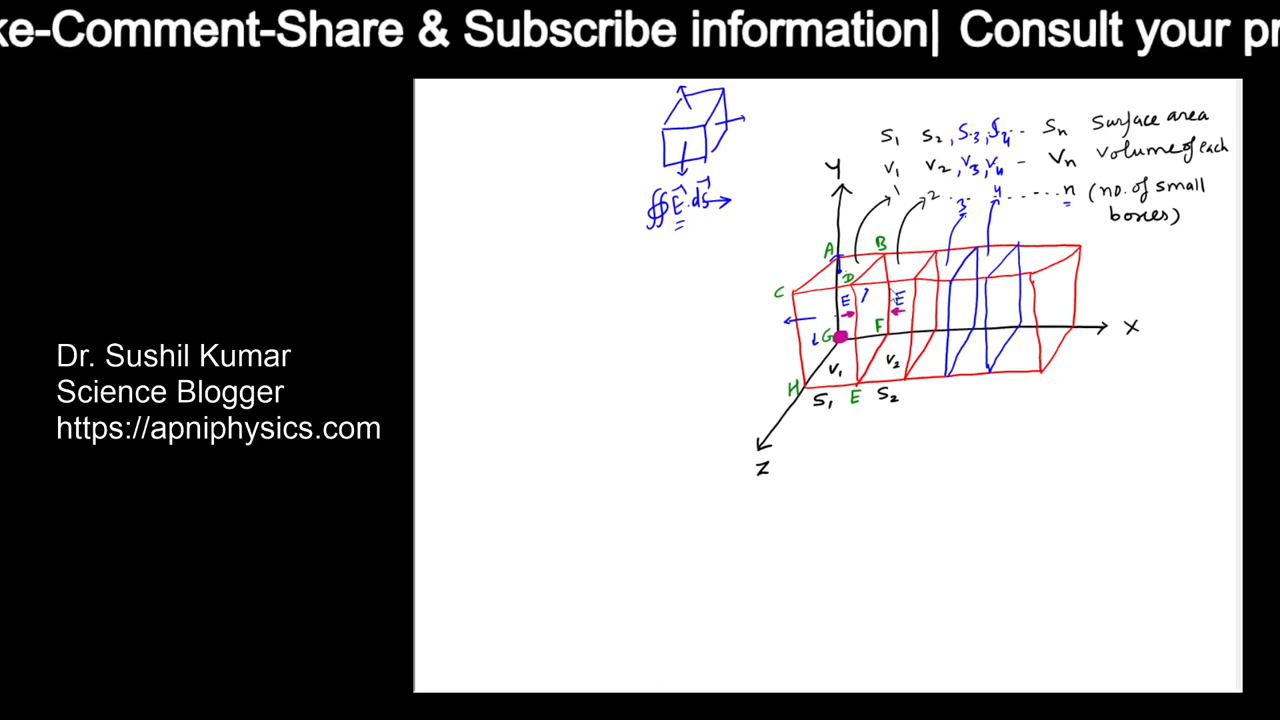 ke-Comment-Share & Subscribe information| Consult your pr
S₁ S₂, S₃, S₄ .. Sₙ Surface area
V₁ V₂, V₃, V₄ - Vₙ volume of each
1 2 .. 3 .. 4 ...... n (no. of small
boxes)
∯ E⃗.ds⃗
Y
A B
C D
E E
G F
X
V₁ V₂
H S₁ E S₂
Z
Dr. Sushil Kumar
Science Blogger
https://apniphysics.com